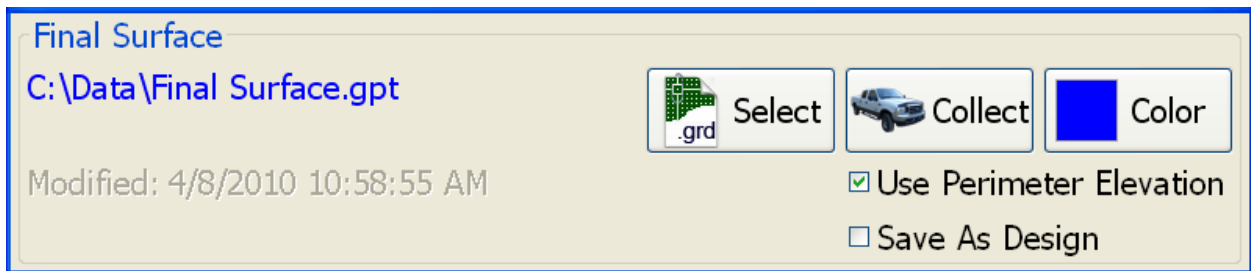 Final Surface
C:\Data\Final Surface.gpt
.grd
Select
Collect
Color
Modified: 4/8/2010 10:58:55 AM
Use Perimeter Elevation
Save As Design